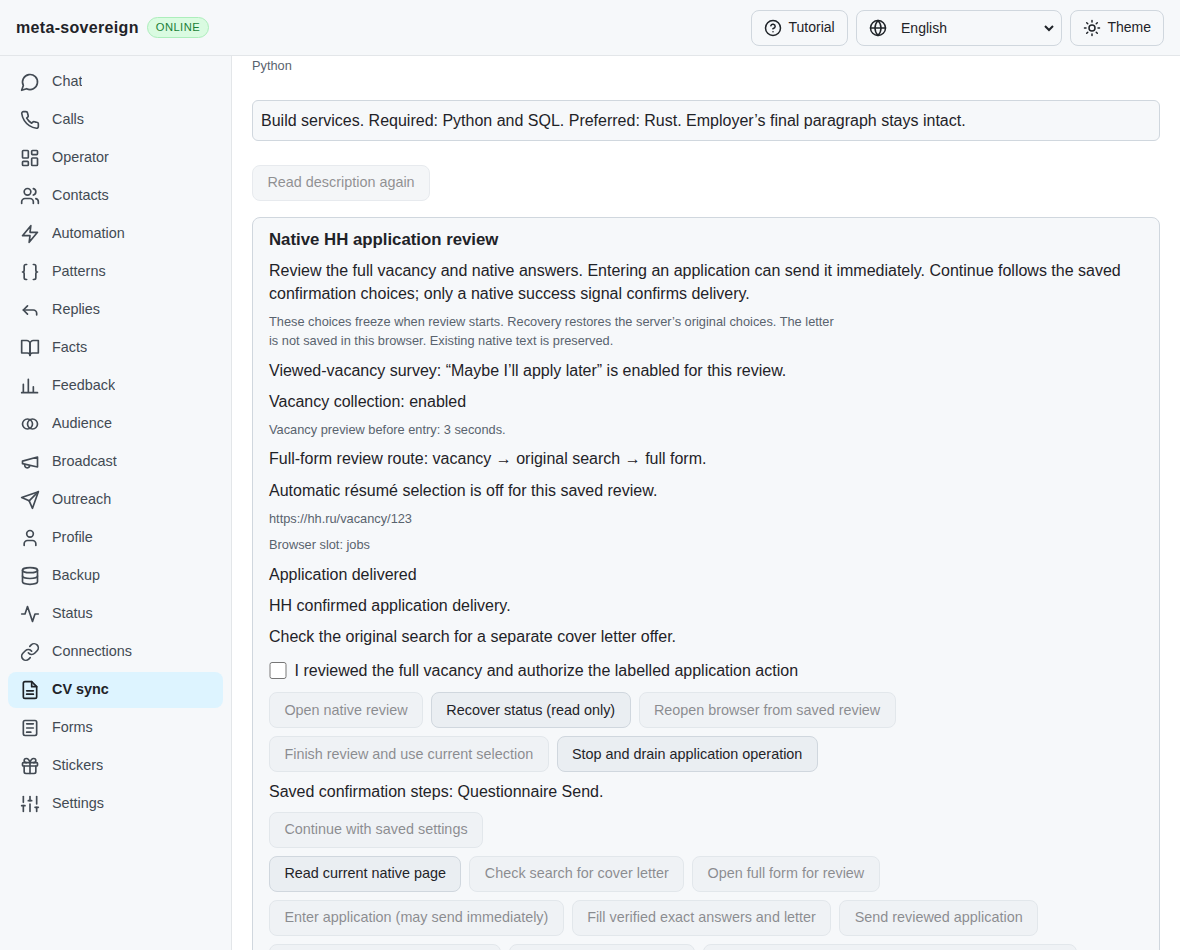 meta-sovereign ONLINE Tutorial English Theme
Chat
Calls
Operator
Contacts
Automation
Patterns
Replies
Facts
Feedback
Audience
Broadcast
Outreach
Profile
Backup
Status
Connections
CV sync
Forms
Stickers
Settings
Python
Build services. Required: Python and SQL. Preferred: Rust. Employer’s final paragraph stays intact.
Read description again
Native HH application review
Review the full vacancy and native answers. Entering an application can send it immediately. Continue follows the saved
confirmation choices; only a native success signal confirms delivery.
These choices freeze when review starts. Recovery restores the server’s original choices. The letter
is not saved in this browser. Existing native text is preserved.
Viewed-vacancy survey: “Maybe I’ll apply later” is enabled for this review.
Vacancy collection: enabled
Vacancy preview before entry: 3 seconds.
Full-form review route: vacancy → original search → full form.
Automatic résumé selection is off for this saved review.
https://hh.ru/vacancy/123
Browser slot: jobs
Application delivered
HH confirmed application delivery.
Check the original search for a separate cover letter offer.
I reviewed the full vacancy and authorize the labelled application action
Open native review Recover status (read only) Reopen browser from saved review
Finish review and use current selection Stop and drain application operation
Saved confirmation steps: Questionnaire Send.
Continue with saved settings
Read current native page Check search for cover letter Open full form for review
Enter application (may send immediately) Fill verified exact answers and letter Send reviewed application